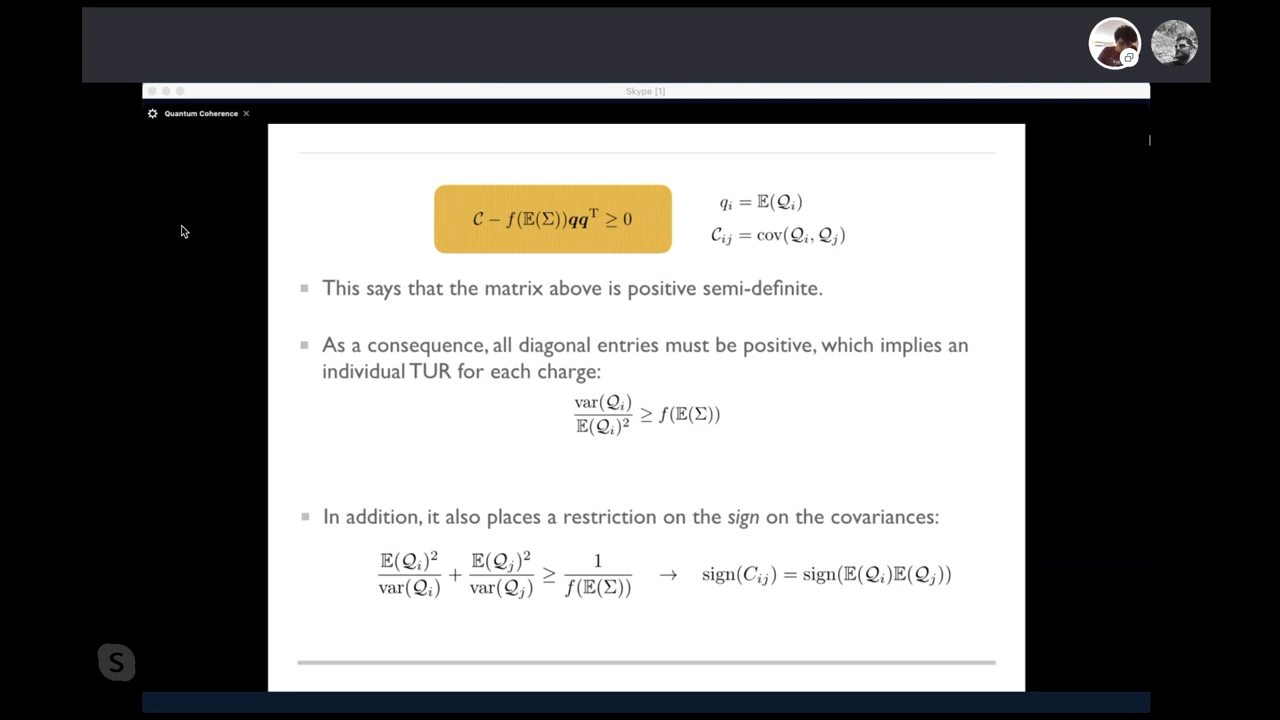 Skype [1]
Quantum Coherence ×
𝒞 − f(𝔼(Σ))𝒒𝒒ᵀ ≥ 0
qᵢ = 𝔼(𝒬ᵢ)
𝒞ᵢⱼ = cov(𝒬ᵢ, 𝒬ⱼ)
This says that the matrix above is positive semi-definite.
As a consequence, all diagonal entries must be positive, which implies an
individual TUR for each charge:
var(𝒬ᵢ) / 𝔼(𝒬ᵢ)² ≥ f(𝔼(Σ))
In addition, it also places a restriction on the sign on the covariances:
𝔼(𝒬ᵢ)² / var(𝒬ᵢ) + 𝔼(𝒬ⱼ)² / var(𝒬ⱼ) ≥ 1 / f(𝔼(Σ)) → sign(Cᵢⱼ) = sign(𝔼(𝒬ᵢ)𝔼(𝒬ⱼ))
S